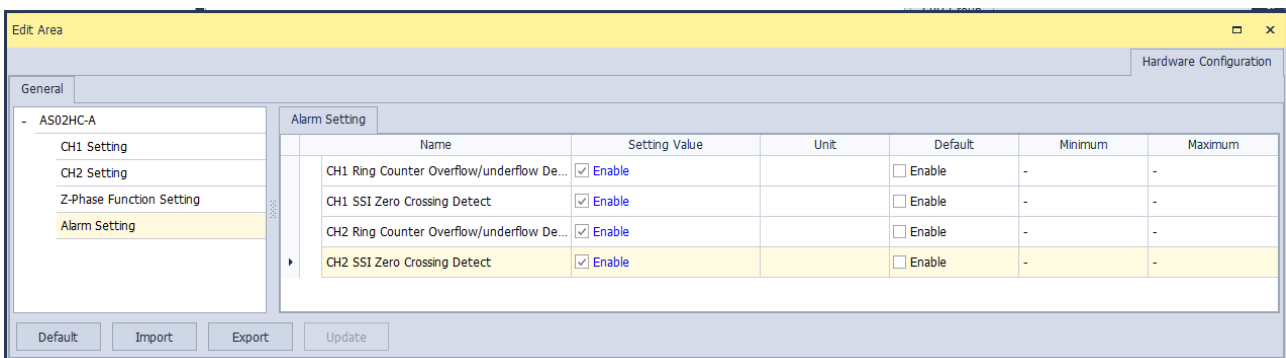 Edit Area
Hardware Configuration
General
- AS02HC-A
CH1 Setting
CH2 Setting
Z-Phase Function Setting
Alarm Setting
Alarm Setting
Name Setting Value Unit Default Minimum Maximum
CH1 Ring Counter Overflow/underflow De... Enable Enable - -
CH1 SSI Zero Crossing Detect Enable Enable - -
CH2 Ring Counter Overflow/underflow De... Enable Enable - -
CH2 SSI Zero Crossing Detect Enable Enable - -
Default Import Export Update